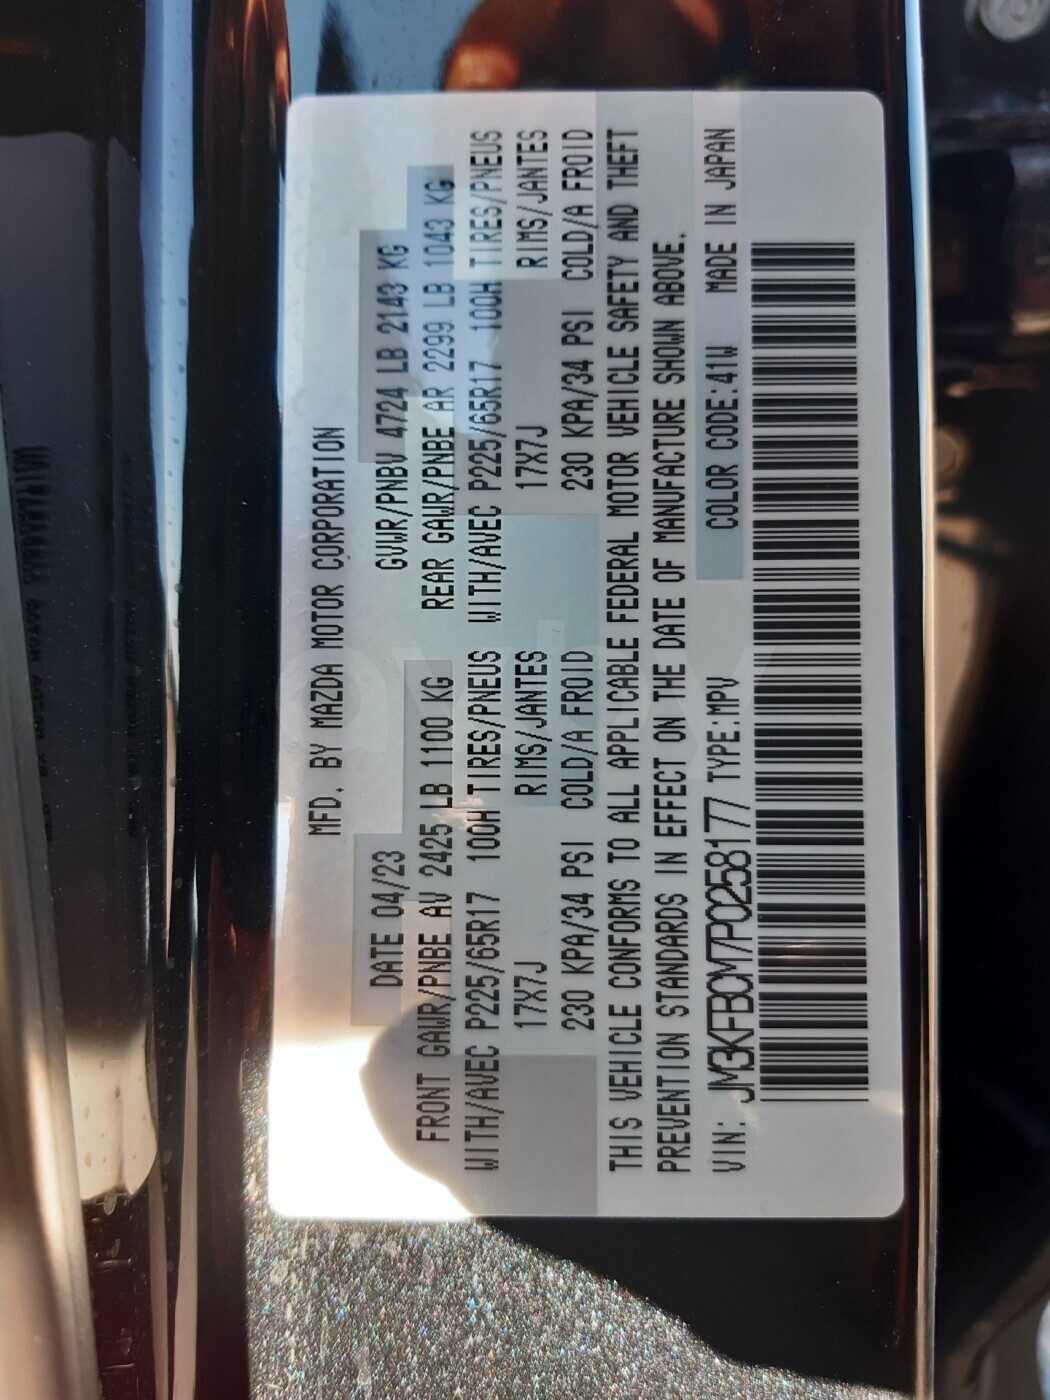 MFD. BY MAZDA MOTOR CORPORATION
DATE 04/23 GVWR/PNBV 4724 LB 2143 KG
FRONT GAWR/PNBE AV 2425 LB 1100 KG REAR GAWR/PNBE AR 2299 LB 1043 KG
WITH/AVEC P225/65R17 100H TIRES/PNEUS WITH/AVEC P225/65R17 100H TIRES/PNEUS
17X7J RIMS/JANTES 17X7J RIMS/JANTES
230 KPA/34 PSI COLD/A FROID 230 KPA/34 PSI COLD/A FROID
THIS VEHICLE CONFORMS TO ALL APPLICABLE FEDERAL MOTOR VEHICLE SAFETY AND THEFT
PREVENTION STANDARDS IN EFFECT ON THE DATE OF MANUFACTURE SHOWN ABOVE.
VIN: JM3KFBCM7P0258177 TYPE:MPV COLOR CODE:41W MADE IN JAPAN